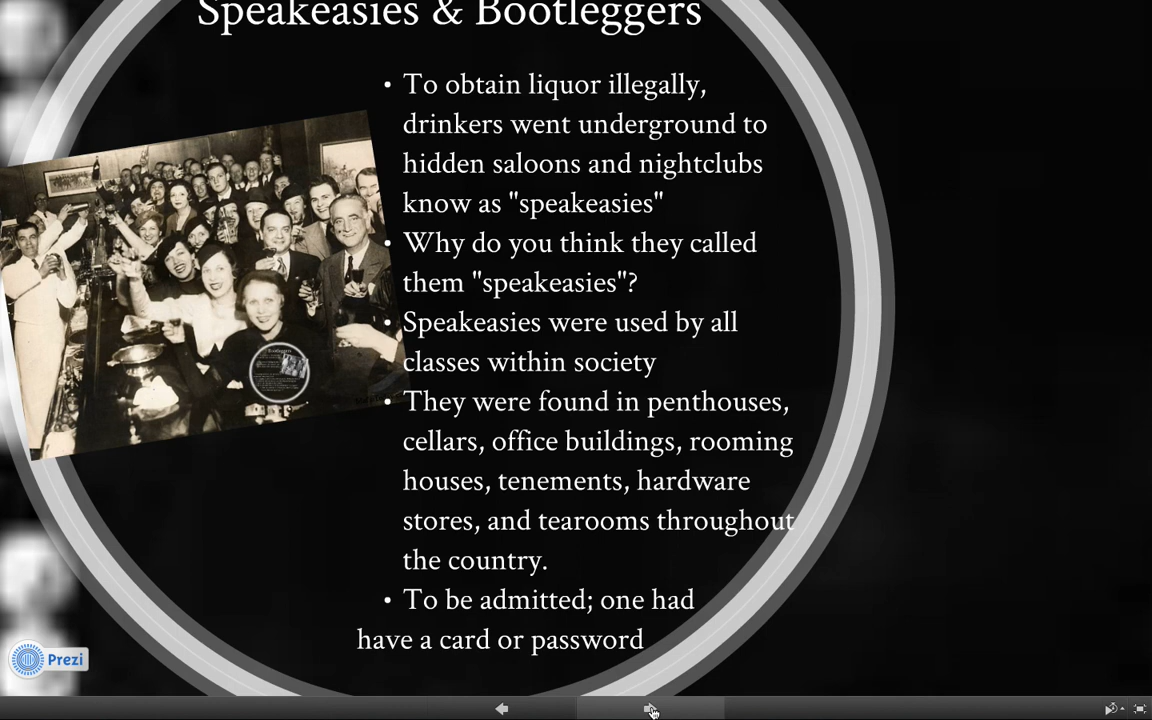 Speakeasies & Bootleggers
• To obtain liquor illegally,
drinkers went underground to
hidden saloons and nightclubs
know as "speakeasies"
• Why do you think they called
them "speakeasies"?
• Speakeasies were used by all
classes within society
• They were found in penthouses,
cellars, office buildings, rooming
houses, tenements, hardware
stores, and tearooms throughout
the country.
• To be admitted; one had
have a card or password
Prezi